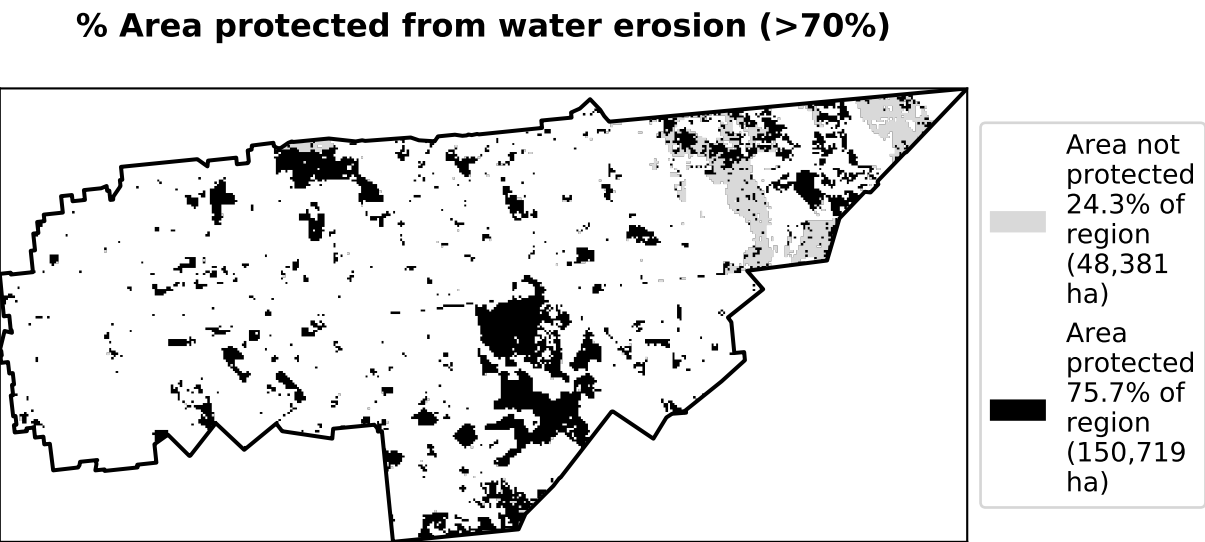 % Area protected from water erosion (>70%)
Area not
protected
24.3% of
region
(48,381
ha)
Area
protected
75.7% of
region
(150,719
ha)